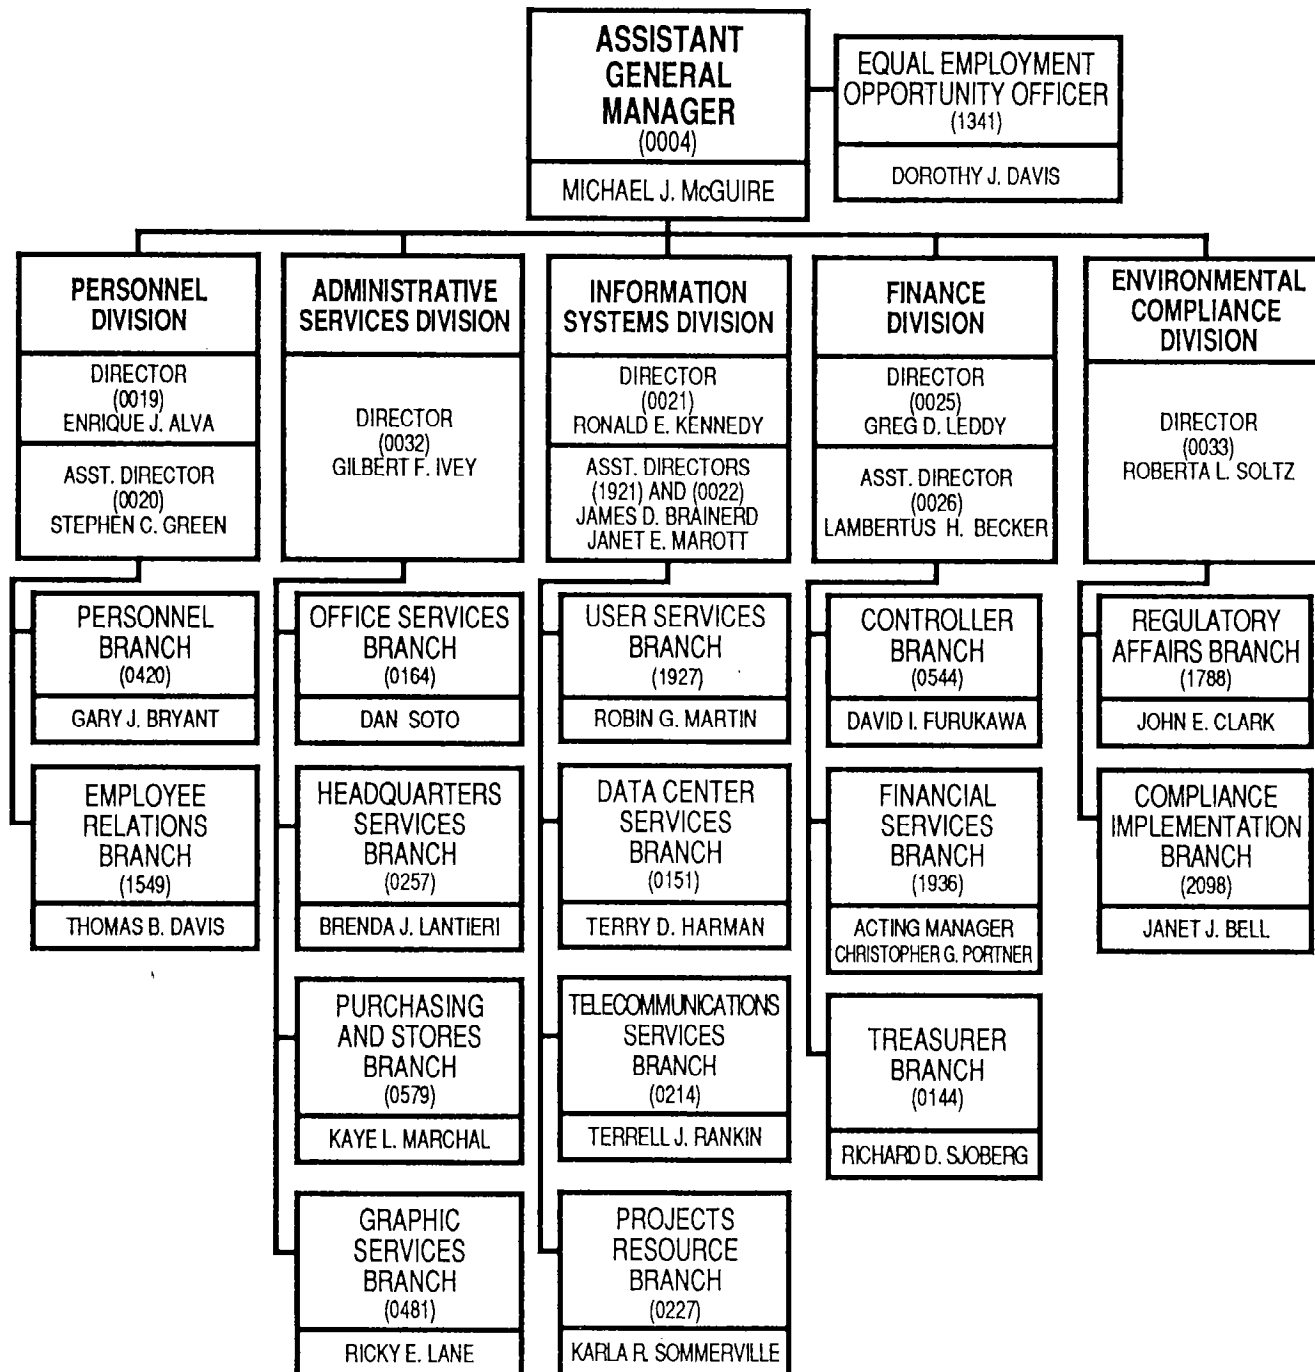 ASSISTANT
GENERAL
MANAGER
(0004)
MICHAEL J. McGUIRE
EQUAL EMPLOYMENT
OPPORTUNITY OFFICER
(1341)
DOROTHY J. DAVIS
PERSONNEL
DIVISION
DIRECTOR
(0019)
ENRIQUE J. ALVA
ASST. DIRECTOR
(0020)
STEPHEN C. GREEN
PERSONNEL
BRANCH
(0420)
GARY J. BRYANT
EMPLOYEE
RELATIONS
BRANCH
(1549)
THOMAS B. DAVIS
ADMINISTRATIVE
SERVICES DIVISION
DIRECTOR
(0032)
GILBERT F. IVEY
OFFICE SERVICES
BRANCH
(0164)
DAN SOTO
HEADQUARTERS
SERVICES
BRANCH
(0257)
BRENDA J. LANTIERI
PURCHASING
AND STORES
BRANCH
(0579)
KAYE L. MARCHAL
GRAPHIC
SERVICES
BRANCH
(0481)
RICKY E. LANE
INFORMATION
SYSTEMS DIVISION
DIRECTOR
(0021)
RONALD E. KENNEDY
ASST. DIRECTORS
(1921) AND (0022)
JAMES D. BRAINERD
JANET E. MAROTT
USER SERVICES
BRANCH
(1927)
ROBIN G. MARTIN
DATA CENTER
SERVICES
BRANCH
(0151)
TERRY D. HARMAN
TELECOMMUNICATIONS
SERVICES
BRANCH
(0214)
TERRELL J. RANKIN
PROJECTS
RESOURCE
BRANCH
(0227)
KARLA R. SOMMERVILLE
FINANCE
DIVISION
DIRECTOR
(0025)
GREG D. LEDDY
ASST. DIRECTOR
(0026)
LAMBERTUS H. BECKER
CONTROLLER
BRANCH
(0544)
DAVID I. FURUKAWA
FINANCIAL
SERVICES
BRANCH
(1936)
ACTING MANAGER
CHRISTOPHER G. PORTNER
TREASURER
BRANCH
(0144)
RICHARD D. SJOBERG
ENVIRONMENTAL
COMPLIANCE
DIVISION
DIRECTOR
(0033)
ROBERTA L. SOLTZ
REGULATORY
AFFAIRS BRANCH
(1788)
JOHN E. CLARK
COMPLIANCE
IMPLEMENTATION
BRANCH
(2098)
JANET J. BELL